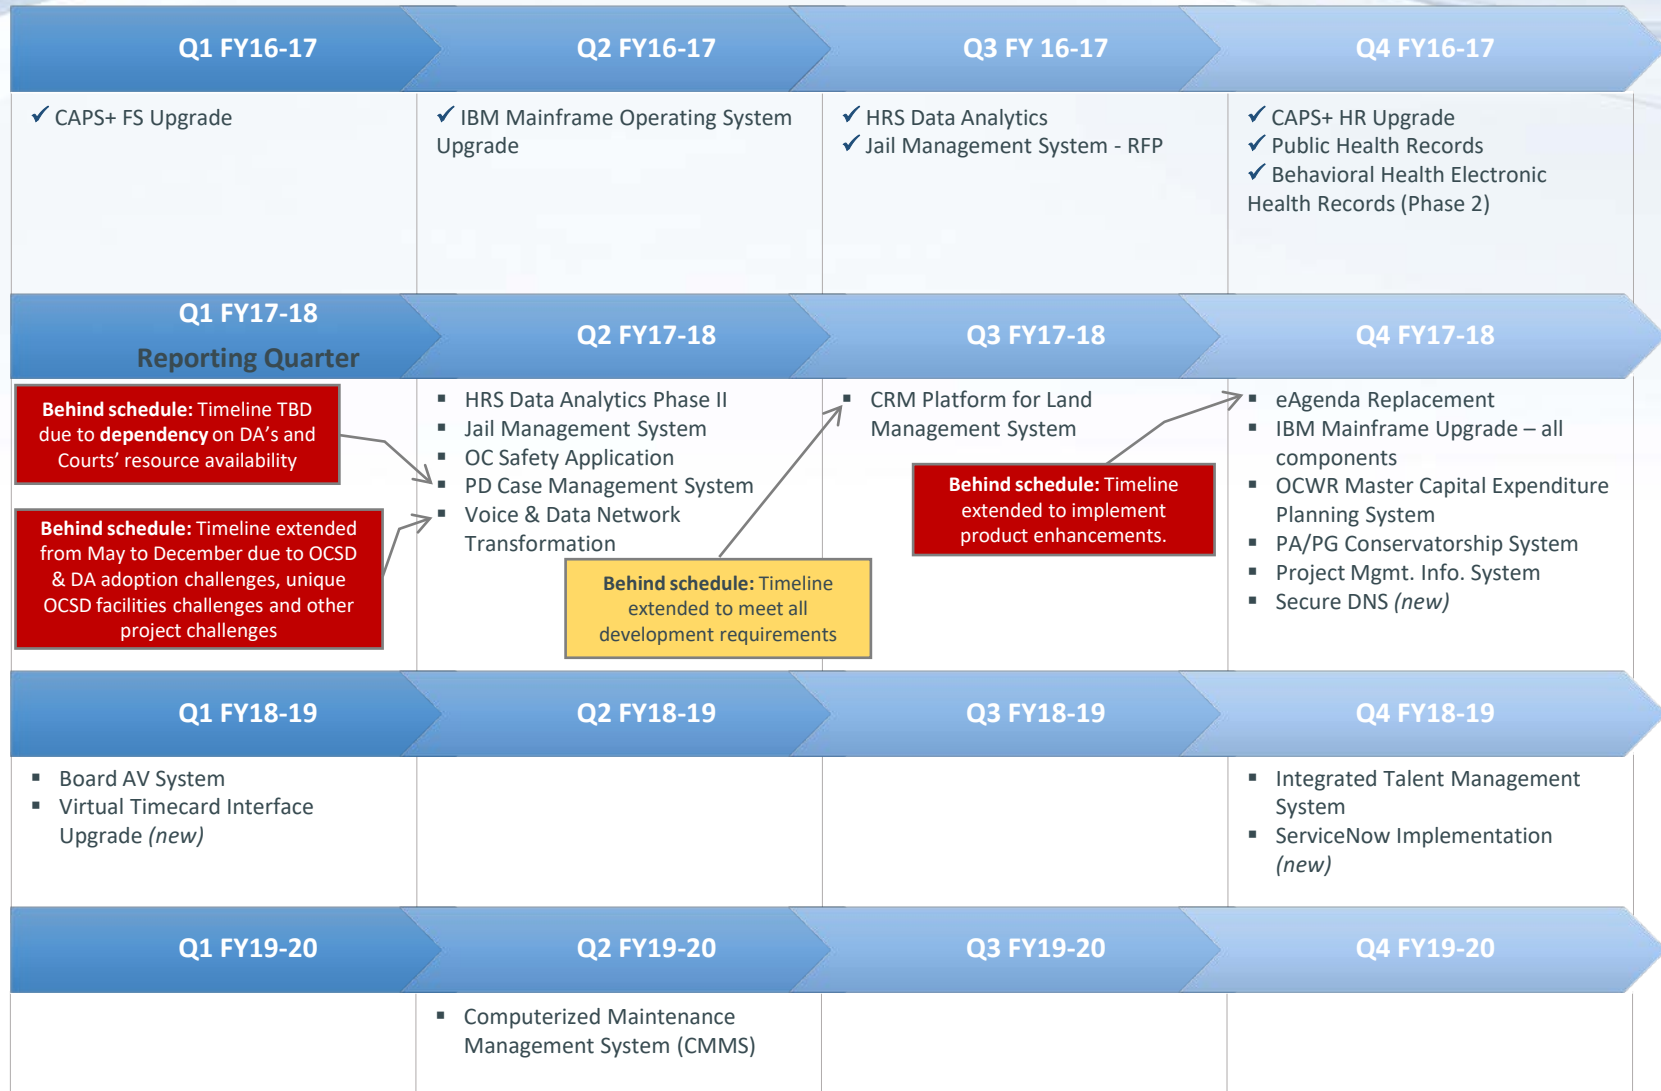 Q1 FY16-17
Q2 FY16-17
Q3 FY 16-17
Q4 FY16-17
✓ CAPS+ FS Upgrade
✓ IBM Mainframe Operating System
Upgrade
✓ HRS Data Analytics
✓ Jail Management System - RFP
✓ CAPS+ HR Upgrade
✓ Public Health Records
✓ Behavioral Health Electronic
Health Records (Phase 2)
Q1 FY17-18
Reporting Quarter
Q2 FY17-18
Q3 FY17-18
Q4 FY17-18
Behind schedule: Timeline TBD
due to dependency on DA's and
Courts' resource availability
Behind schedule: Timeline extended
from May to December due to OCSD
& DA adoption challenges, unique
OCSD facilities challenges and other
project challenges
▪ HRS Data Analytics Phase II
▪ Jail Management System
▪ OC Safety Application
▪ PD Case Management System
▪ Voice & Data Network
Transformation
Behind schedule: Timeline
extended to meet all
development requirements
▪ CRM Platform for Land
Management System
Behind schedule: Timeline
extended to implement
product enhancements.
▪ eAgenda Replacement
▪ IBM Mainframe Upgrade – all
components
▪ OCWR Master Capital Expenditure
Planning System
▪ PA/PG Conservatorship System
▪ Project Mgmt. Info. System
▪ Secure DNS (new)
Q1 FY18-19
Q2 FY18-19
Q3 FY18-19
Q4 FY18-19
▪ Board AV System
▪ Virtual Timecard Interface
Upgrade (new)
▪ Integrated Talent Management
System
▪ ServiceNow Implementation
(new)
Q1 FY19-20
Q2 FY19-20
Q3 FY19-20
Q4 FY19-20
▪ Computerized Maintenance
Management System (CMMS)